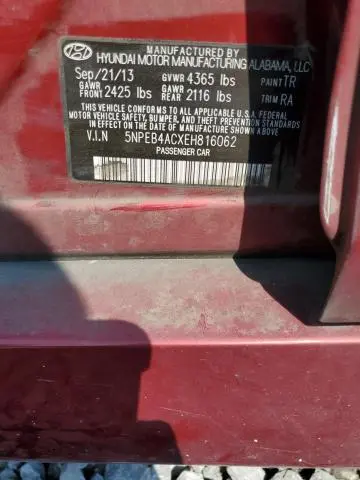 MANUFACTURED BY
HYUNDAI MOTOR MANUFACTURING ALABAMA, LLC
Sep/21/13 GVWR 4365 lbs PAINT TR
GAWR FRONT 2425 lbs GAWR REAR 2116 lbs TRIM RA
THIS VEHICLE CONFORMS TO ALL APPLICABLE U.S.A. FEDERAL
MOTOR VEHICLE SAFETY, BUMPER, AND THEFT PREVENTION
STANDARDS IN EFFECT ON THE DATE OF MANUFACTURE SHOWN ABOVE.
V.I.N 5NPEB4ACXEH816062
PASSENGER CAR